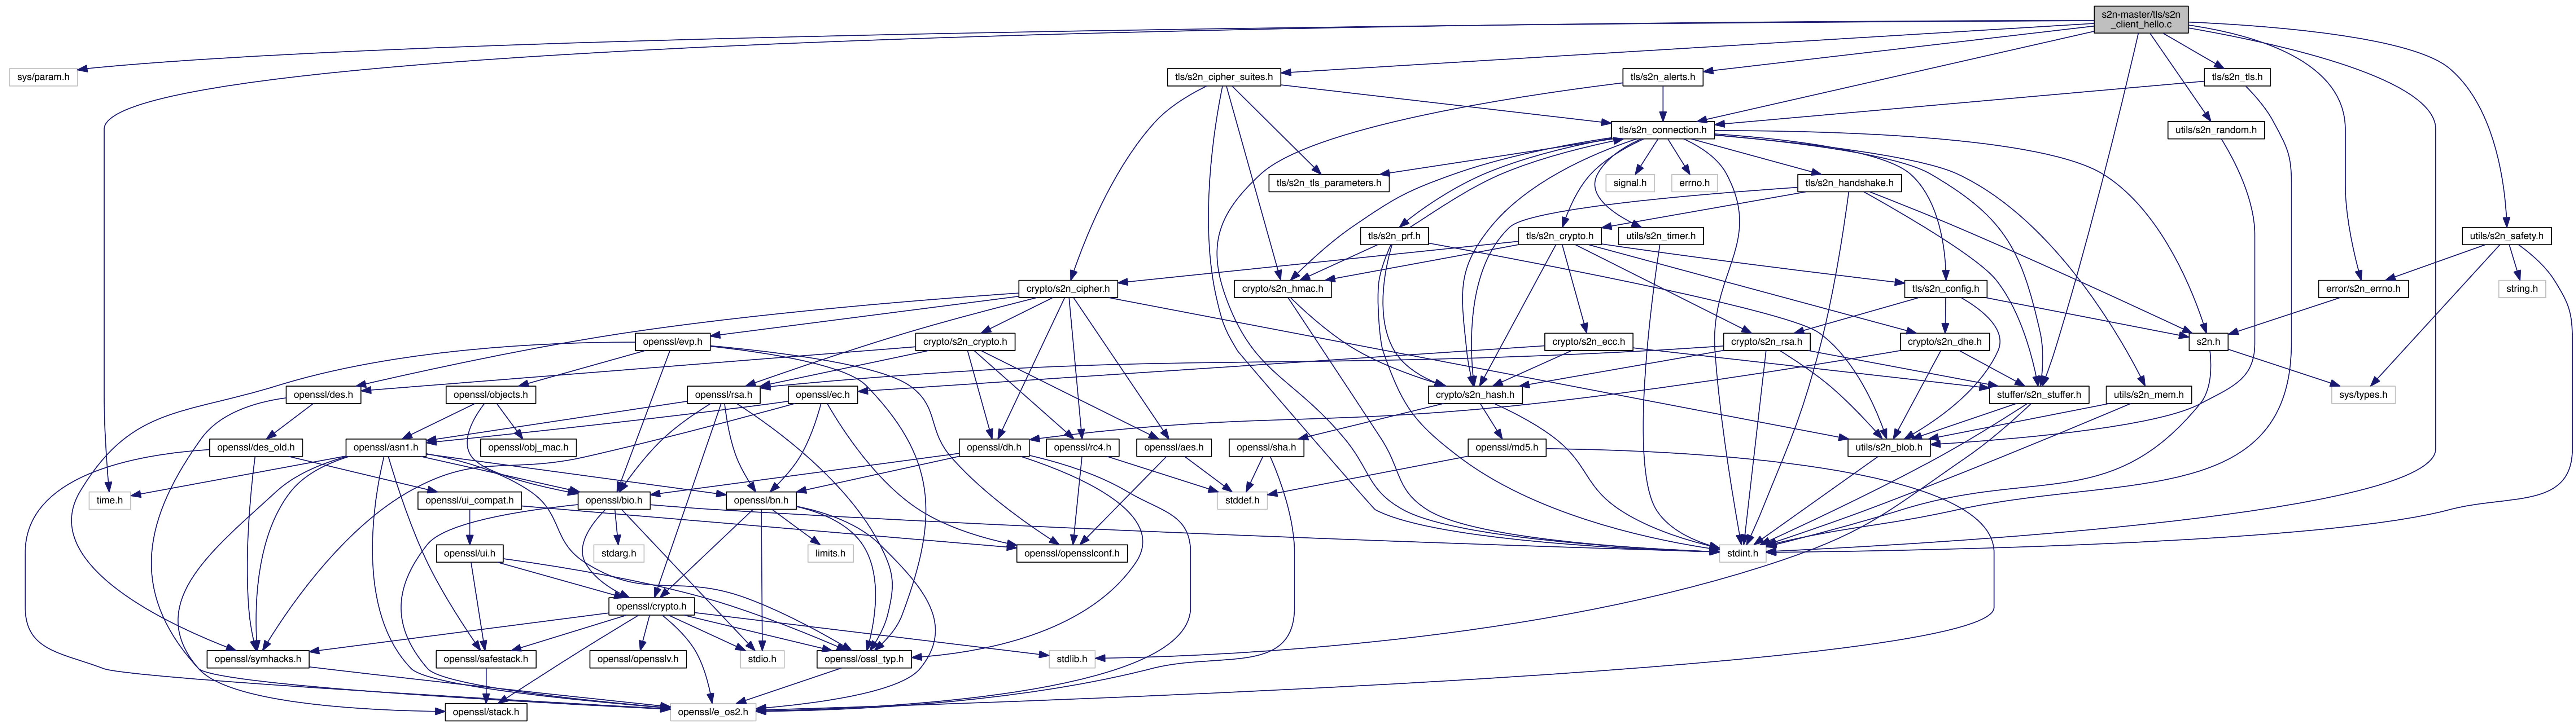 s2n-master/tls/s2n
_client_hello.c
sys/param.h
tls/s2n_cipher_suites.h
tls/s2n_alerts.h
tls/s2n_tls.h
tls/s2n_connection.h
utils/s2n_random.h
tls/s2n_tls_parameters.h
signal.h
errno.h
tls/s2n_handshake.h
tls/s2n_prf.h
tls/s2n_crypto.h
utils/s2n_timer.h
utils/s2n_safety.h
crypto/s2n_cipher.h
crypto/s2n_hmac.h
tls/s2n_config.h
error/s2n_errno.h
string.h
openssl/evp.h
crypto/s2n_crypto.h
crypto/s2n_ecc.h
crypto/s2n_rsa.h
crypto/s2n_dhe.h
s2n.h
openssl/des.h
openssl/objects.h
openssl/rsa.h
openssl/ec.h
crypto/s2n_hash.h
stuffer/s2n_stuffer.h
utils/s2n_mem.h
sys/types.h
openssl/des_old.h
openssl/asn1.h
openssl/obj_mac.h
openssl/dh.h
openssl/rc4.h
openssl/aes.h
openssl/sha.h
openssl/md5.h
utils/s2n_blob.h
time.h
openssl/ui_compat.h
openssl/bio.h
openssl/bn.h
stddef.h
openssl/ui.h
stdarg.h
limits.h
openssl/opensslconf.h
stdint.h
openssl/crypto.h
openssl/symhacks.h
openssl/safestack.h
openssl/opensslv.h
stdio.h
openssl/ossl_typ.h
stdlib.h
openssl/stack.h
openssl/e_os2.h